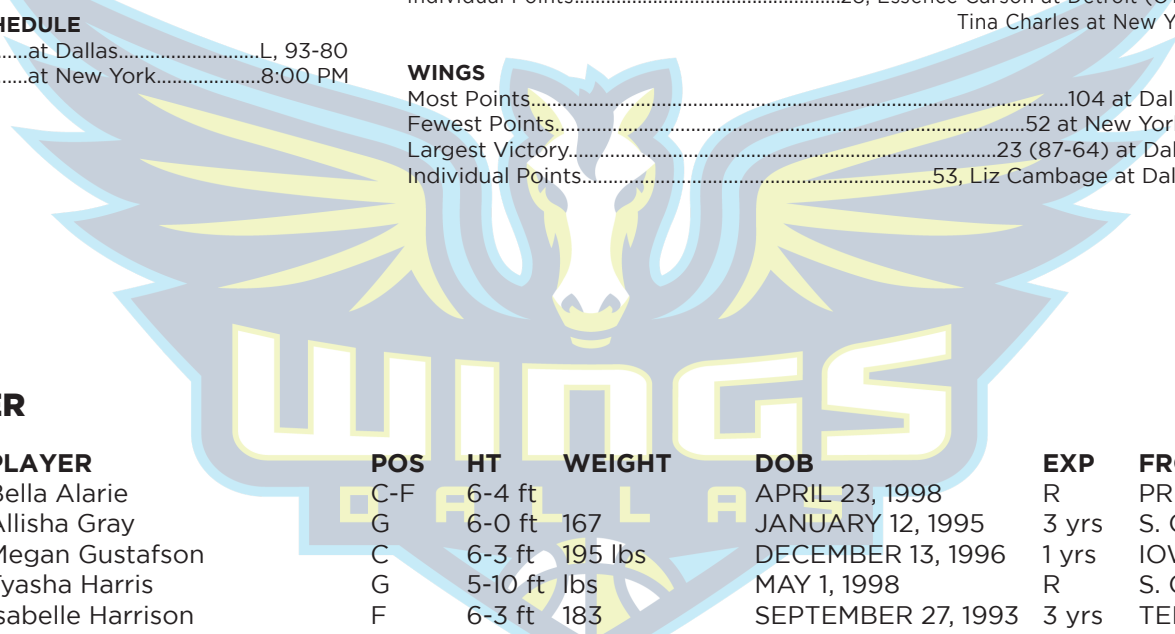 Tina Charles at New Y
HEDULE
......at Dallas...........................L, 93-80
......at New York....................8:00 PM
WINGS
Most Points.......................................................................................................104 at Dal
Fewest Points..........................................................................................52 at New Yor
Largest Victory..................................................................................23 (87-64) at Dal
Individual Points...................................................................53, Liz Cambage at Dal
WINGS
DALLAS
ER
PLAYER POS HT WEIGHT DOB EXP FR
Bella Alarie C-F 6-4 ft APRIL 23, 1998 R PR
Allisha Gray G 6-0 ft 167 JANUARY 12, 1995 3 yrs S.
Megan Gustafson C 6-3 ft 195 lbs DECEMBER 13, 1996 1 yrs IOW
Tyasha Harris G 5-10 ft lbs MAY 1, 1998 R S.
Isabelle Harrison F 6-3 ft 183 SEPTEMBER 27, 1993 3 yrs TE